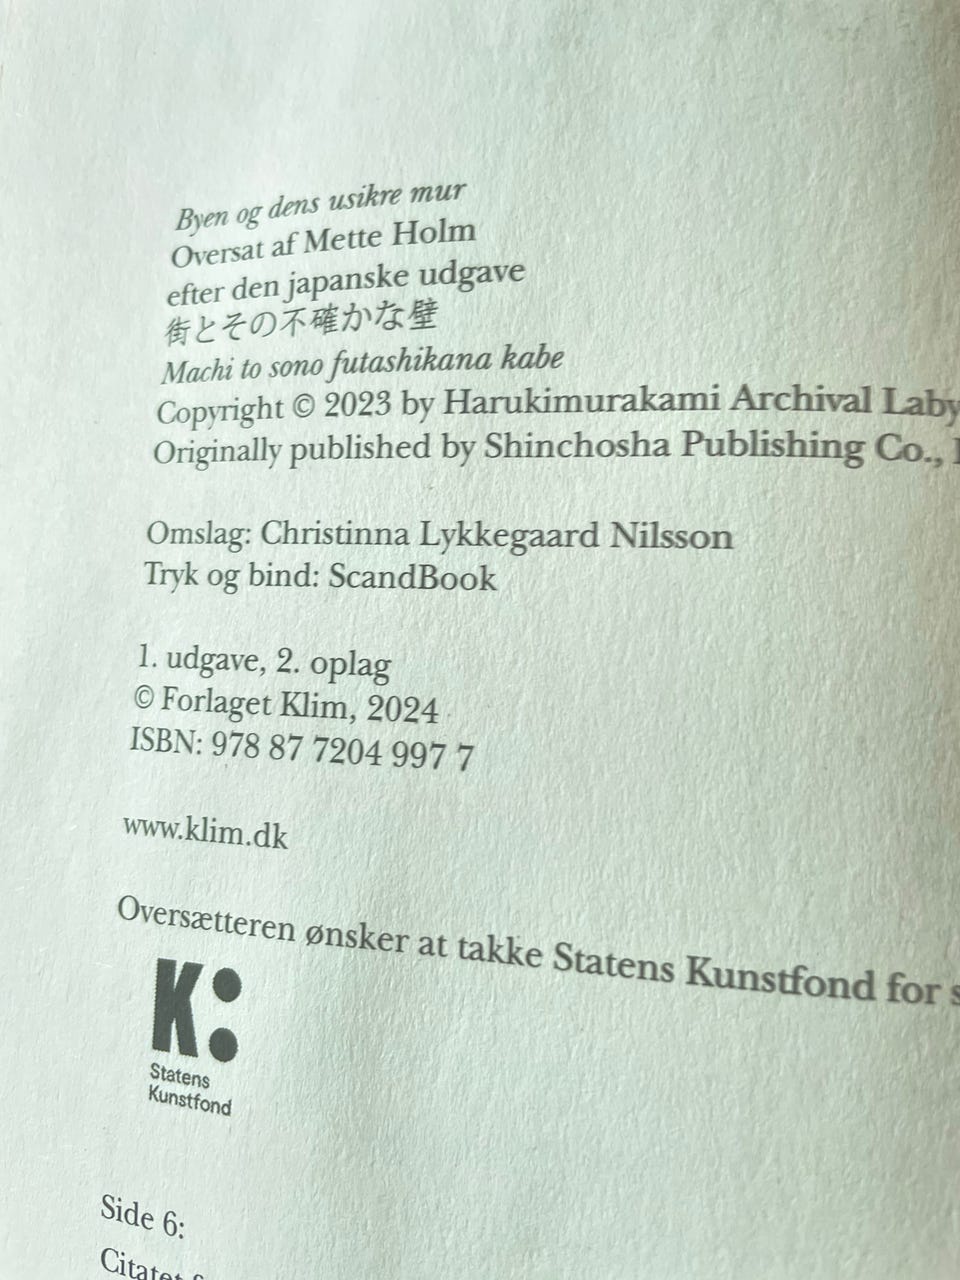 Byen og dens usikre mur
Oversat af Mette Holm
efter den japanske udgave
街とその不確かな壁
Machi to sono futashikana kabe
Copyright © 2023 by Harukimurakami Archival Laby
Originally published by Shinchosha Publishing Co.,
Omslag: Christinna Lykkegaard Nilsson
Tryk og bind: ScandBook
1. udgave, 2. oplag
© Forlaget Klim, 2024
ISBN: 978 87 7204 997 7
www.klim.dk
Oversætteren ønsker at takke Statens Kunstfond for s
K:
Statens
Kunstfond
Side 6:
Citatet